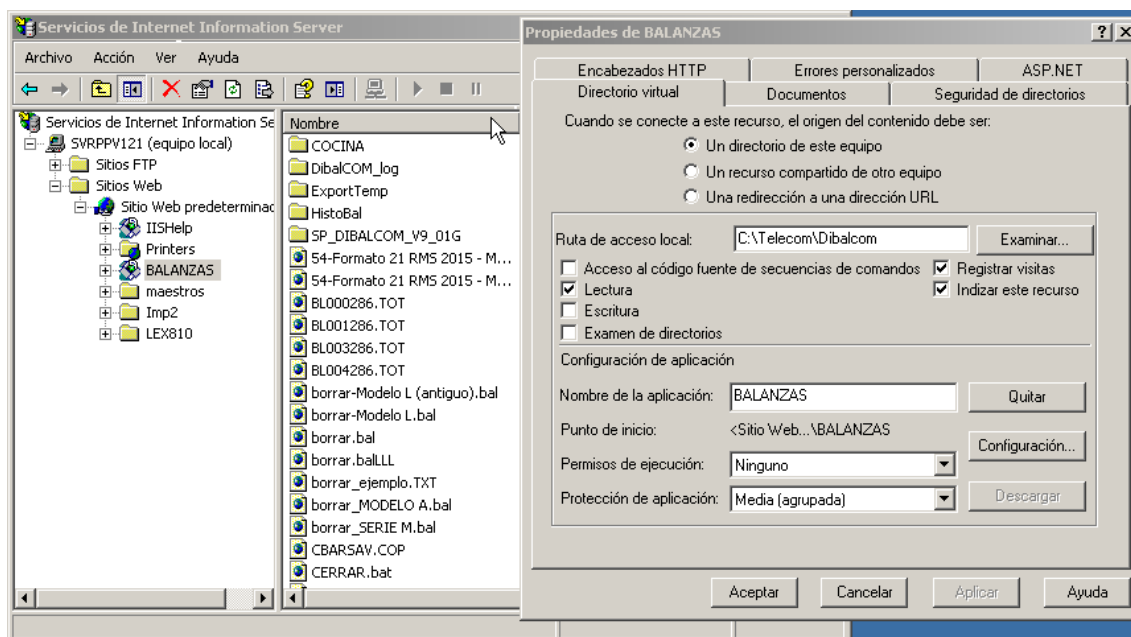 Servicios de Internet Information Server
Archivo Acción Ver Ayuda
Servicios de Internet Information Se
SVRPPV121 (equipo local)
Sitios FTP
Sitios Web
Sitio Web predeterminac
IISHelp
Printers
BALANZAS
maestros
Imp2
LEX810
Nombre
COCINA
DibalCOM_log
ExportTemp
HistoBal
SP_DIBALCOM_V9_01G
54-Formato 21 RMS 2015 - M...
54-Formato 21 RMS 2015 - M...
BL000286.TOT
BL001286.TOT
BL003286.TOT
BL004286.TOT
borrar-Modelo L (antiguo).bal
borrar-Modelo L.bal
borrar.bal
borrar.balLLL
borrar_ejemplo.TXT
borrar_MODELO A.bal
borrar_SERIE M.bal
CBARSAV.COP
CERRAR.bat
Propiedades de BALANZAS
Encabezados HTTP Errores personalizados ASP.NET
Directorio virtual Documentos Seguridad de directorios
Cuando se conecte a este recurso, el origen del contenido debe ser:
Un directorio de este equipo
Un recurso compartido de otro equipo
Una redirección a una dirección URL
Ruta de acceso local: C:\Telecom\Dibalcom Examinar...
Acceso al código fuente de secuencias de comandos Registrar visitas
Lectura Indizar este recurso
Escritura
Examen de directorios
Configuración de aplicación
Nombre de la aplicación: BALANZAS Quitar
Punto de inicio: <Sitio Web...\BALANZAS
Configuración...
Permisos de ejecución: Ninguno
Protección de aplicación: Media (agrupada) Descargar
Aceptar Cancelar Aplicar Ayuda